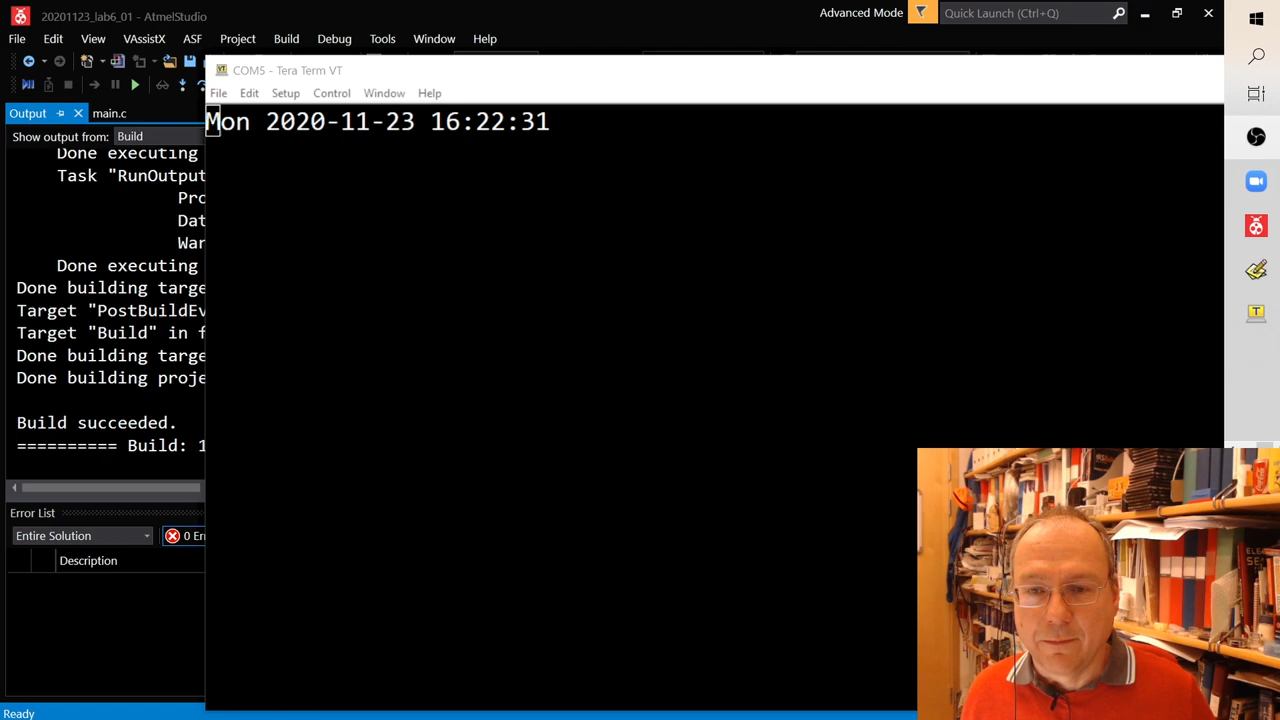 20201123_lab6_01 - AtmelStudio
Advanced Mode
Quick Launch (Ctrl+Q)
File Edit View VAssistX ASF Project Build Debug Tools Window Help
COM5 - Tera Term VT
File Edit Setup Control Window Help
Mon 2020-11-23 16:22:31
Output main.c
Show output from: Build
Done executing
Task "RunOutput
Pro
Dat
War
Done executing
Done building targe
Target "PostBuildEv
Target "Build" in f
Done building targe
Done building proje
Build succeeded.
========== Build: 1
Error List
Entire Solution
0 Err
Description
Ready